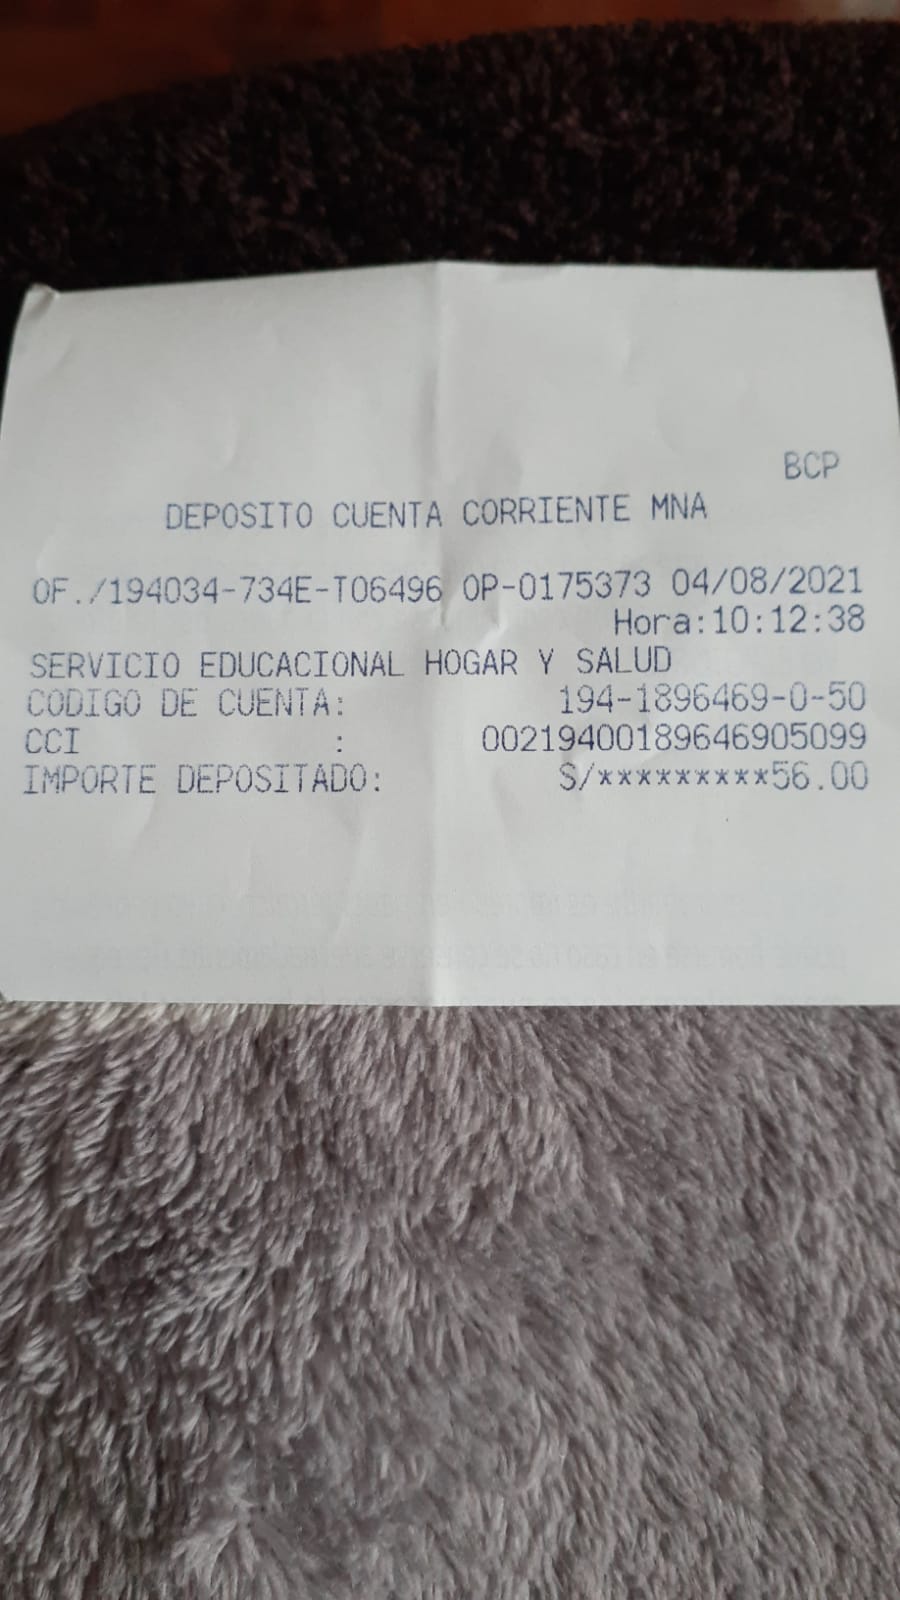 BCP
DEPOSITO CUENTA CORRIENTE MNA
OF./194034-734E-T06496 OP-0175373 04/08/2021
Hora:10:12:38
SERVICIO EDUCACIONAL HOGAR Y SALUD
CODIGO DE CUENTA: 194-1896469-0-50
CCI : 00219400189646905099
IMPORTE DEPOSITADO: S/*********56.00